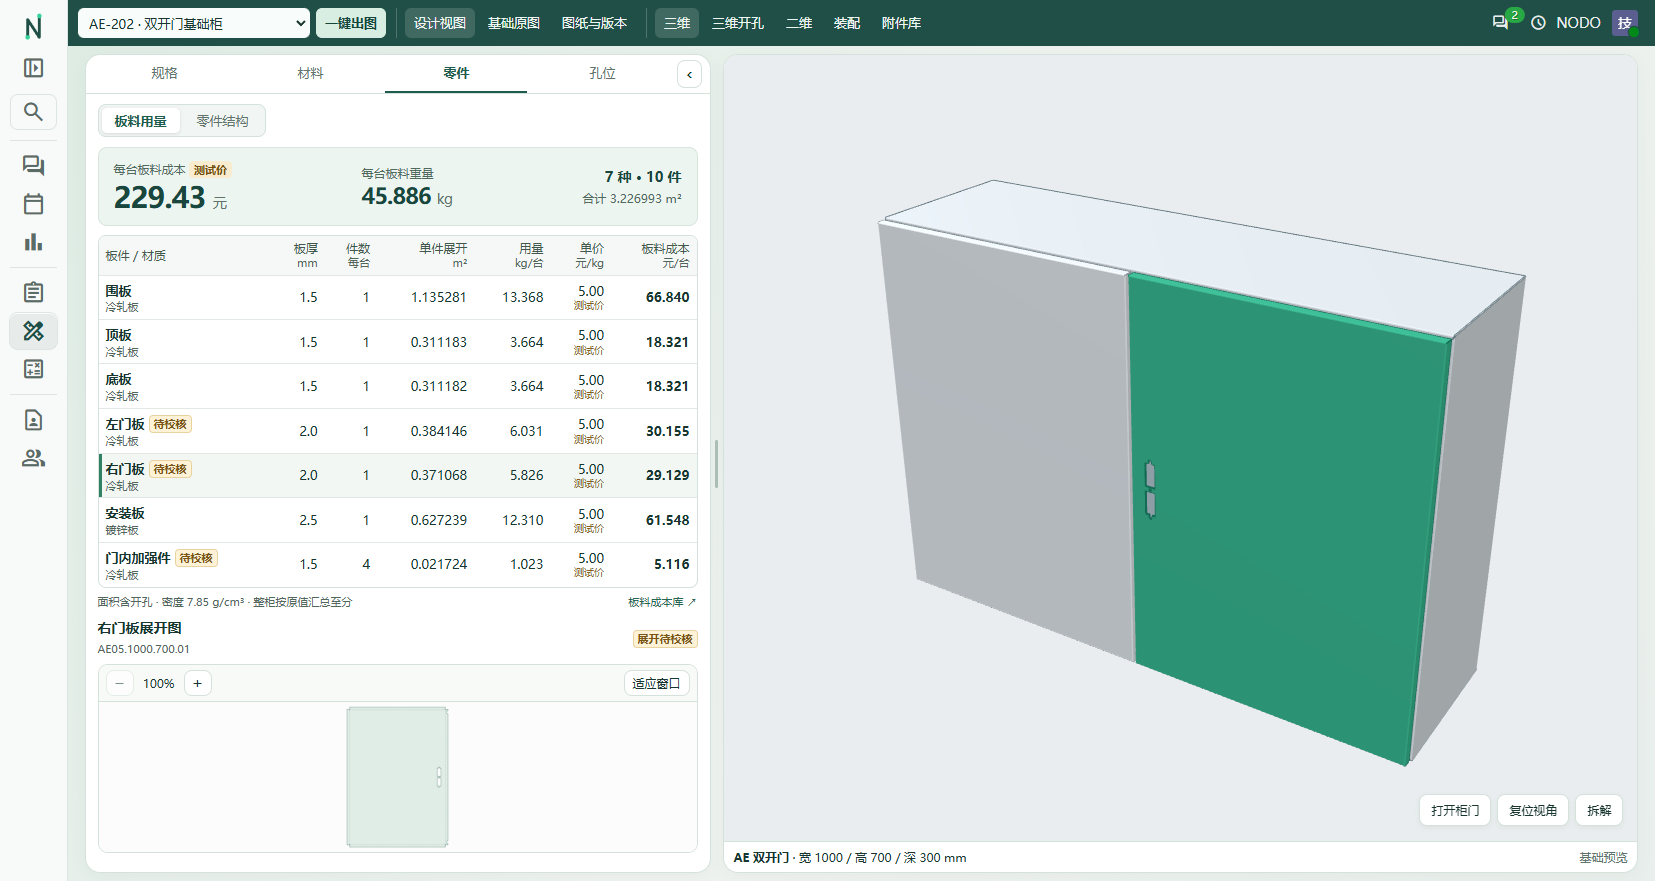 AE-202 · 双开门基础柜
一键出图
设计视图
基础原图
图纸与版本
三维
三维开孔
二维
装配
附件库
2
NODO
技
规格
材料
零件
孔位
板料用量
零件结构
每台板料成本 测试价
229.43 元
每台板料重量
45.886 kg
7 种 • 10 件
合计 3.226993 m²
板件 / 材质
板厚 mm
件数 每台
单件展开 m²
用量 kg/台
单价 元/kg
板料成本 元/台
围板
冷轧板
1.5 1 1.135281 13.368 5.00 测试价 66.840
顶板
冷轧板
1.5 1 0.311183 3.664 5.00 测试价 18.321
底板
冷轧板
1.5 1 0.311182 3.664 5.00 测试价 18.321
左门板 待校核
冷轧板
2.0 1 0.384146 6.031 5.00 测试价 30.155
右门板 待校核
冷轧板
2.0 1 0.371068 5.826 5.00 测试价 29.129
安装板
镀锌板
2.5 1 0.627239 12.310 5.00 测试价 61.548
门内加强件 待校核
冷轧板
1.5 4 0.021724 1.023 5.00 测试价 5.116
面积含开孔 · 密度 7.85 g/cm³ · 整柜按原值汇总至分
板料成本库 ↗
右门板展开图
AE05.1000.700.01
展开待校核
− 100% +
适应窗口
打开柜门
复位视角
拆解
AE 双开门 · 宽 1000 / 高 700 / 深 300 mm
基础预览